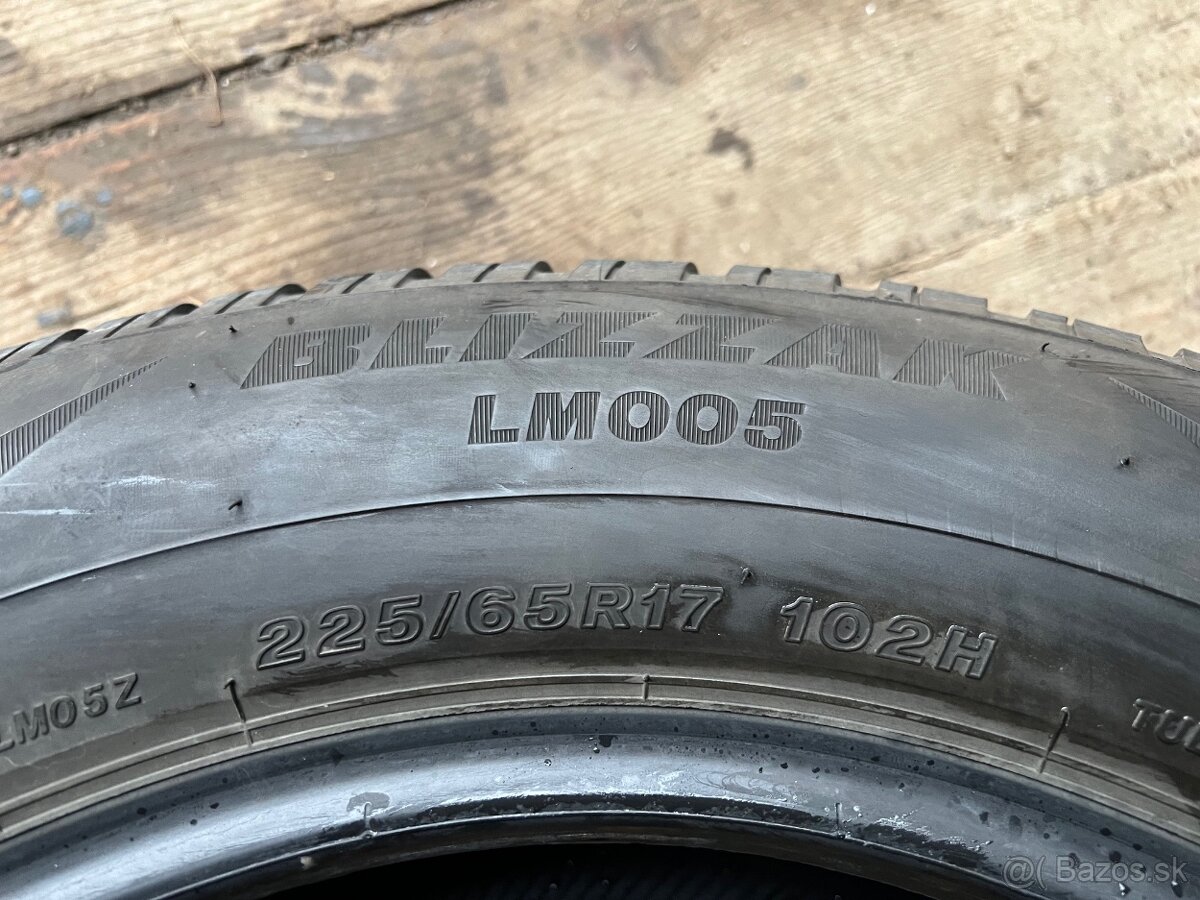 BLIZZAK
LM005
225/65R17 102H
LM05Z
@( Bazos.sk